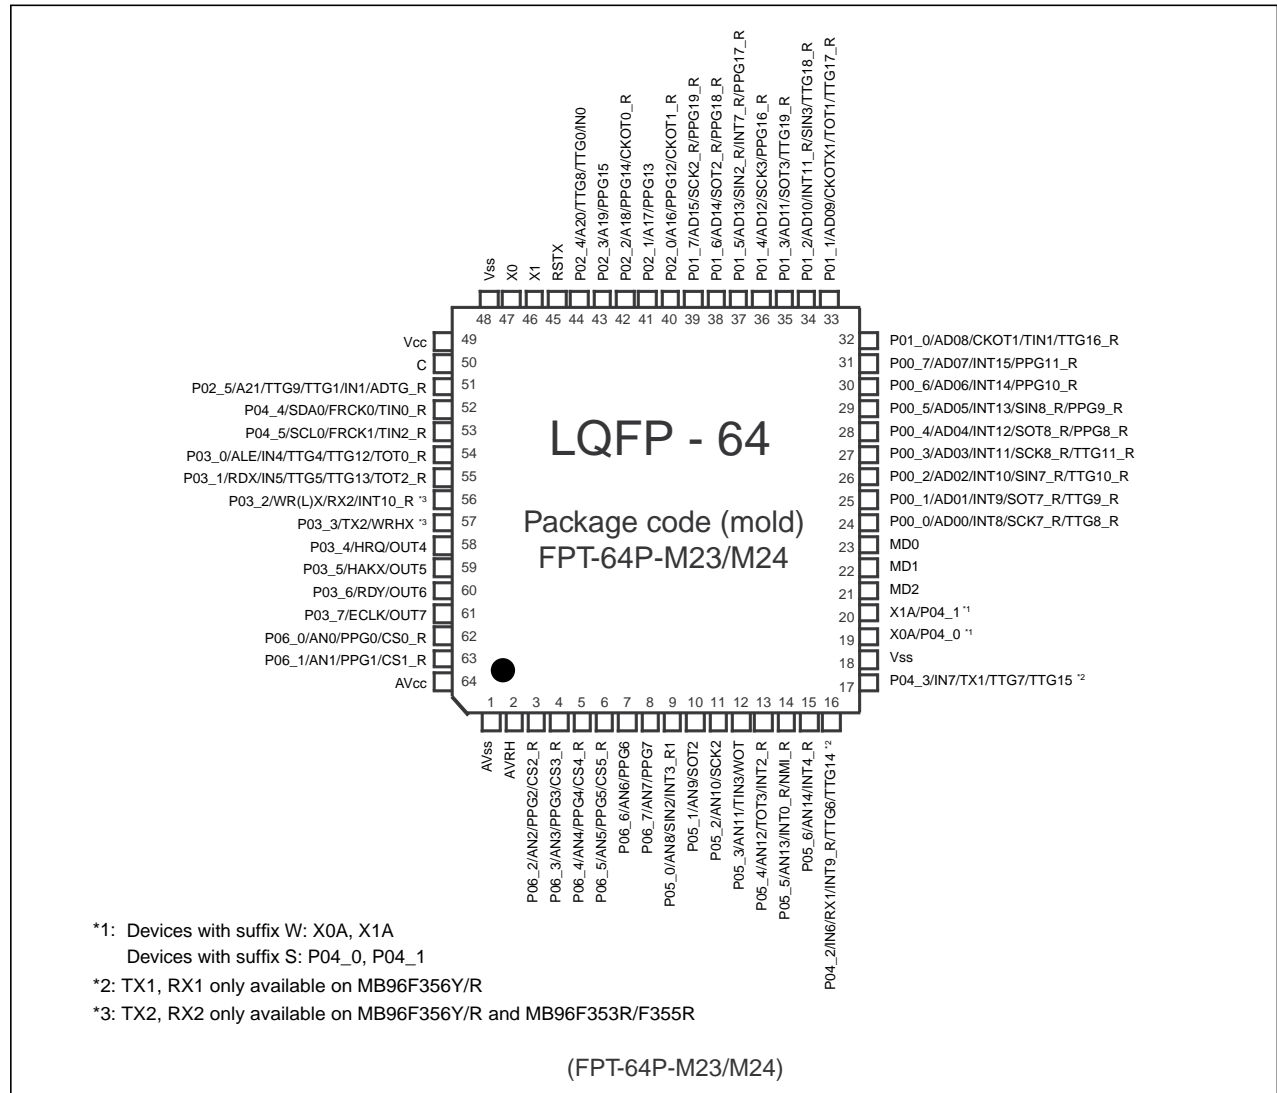 Vss
X0
X1
RSTX
P02_4/A20/TTG8/TTG0/IN0
P02_3/A19/PPG15
P02_2/A18/PPG14/CKOT0_R
P02_1/A17/PPG13
P02_0/A16/PPG12/CKOT1_R
P01_7/AD15/SCK2_R/PPG19_R
P01_6/AD14/SOT2_R/PPG18_R
P01_5/AD13/SIN2_R/INT7_R/PPG17_R
P01_4/AD12/SCK3/PPG16_R
P01_3/AD11/SOT3/TTG19_R
P01_2/AD10/INT11_R/SIN3/TTG18_R
P01_1/AD09/CKOTX1/TOT1/TTG17_R
48 47 46 45 44 43 42 41 40 39 38 37 36 35 34 33
Vcc 49
C 50
P02_5/A21/TTG9/TTG1/IN1/ADTG_R 51
P04_4/SDA0/FRCK0/TIN0_R 52
P04_5/SCL0/FRCK1/TIN2_R 53
P03_0/ALE/IN4/TTG4/TTG12/TOT0_R 54
P03_1/RDX/IN5/TTG5/TTG13/TOT2_R 55
P03_2/WR(L)X/RX2/INT10_R *3 56
P03_3/TX2/WRHX *3 57
P03_4/HRQ/OUT4 58
P03_5/HAKX/OUT5 59
P03_6/RDY/OUT6 60
P03_7/ECLK/OUT7 61
P06_0/AN0/PPG0/CS0_R 62
P06_1/AN1/PPG1/CS1_R 63
AVcc 64
LQFP - 64
Package code (mold)
FPT-64P-M23/M24
32 P01_0/AD08/CKOT1/TIN1/TTG16_R
31 P00_7/AD07/INT15/PPG11_R
30 P00_6/AD06/INT14/PPG10_R
29 P00_5/AD05/INT13/SIN8_R/PPG9_R
28 P00_4/AD04/INT12/SOT8_R/PPG8_R
27 P00_3/AD03/INT11/SCK8_R/TTG11_R
26 P00_2/AD02/INT10/SIN7_R/TTG10_R
25 P00_1/AD01/INT9/SOT7_R/TTG9_R
24 P00_0/AD00/INT8/SCK7_R/TTG8_R
23 MD0
22 MD1
21 MD2
20 X1A/P04_1 *1
19 X0A/P04_0 *1
18 Vss
17 P04_3/IN7/TX1/TTG7/TTG15 *2
1 2 3 4 5 6 7 8 9 10 11 12 13 14 15 16
AVss
AVRH
P06_2/AN2/PPG2/CS2_R
P06_3/AN3/PPG3/CS3_R
P06_4/AN4/PPG4/CS4_R
P06_5/AN5/PPG5/CS5_R
P06_6/AN6/PPG6
P06_7/AN7/PPG7
P05_0/AN8/SIN2/INT3_R1
P05_1/AN9/SOT2
P05_2/AN10/SCK2
P05_3/AN11/TIN3/WOT
P05_4/AN12/TOT3/INT2_R
P05_5/AN13/INT0_R/NMI_R
P05_6/AN14/INT4_R
P04_2/IN6/RX1/INT9_R/TTG6/TTG14 *2
*1: Devices with suffix W: X0A, X1A
Devices with suffix S: P04_0, P04_1
*2: TX1, RX1 only available on MB96F356Y/R
*3: TX2, RX2 only available on MB96F356Y/R and MB96F353R/F355R
(FPT-64P-M23/M24)